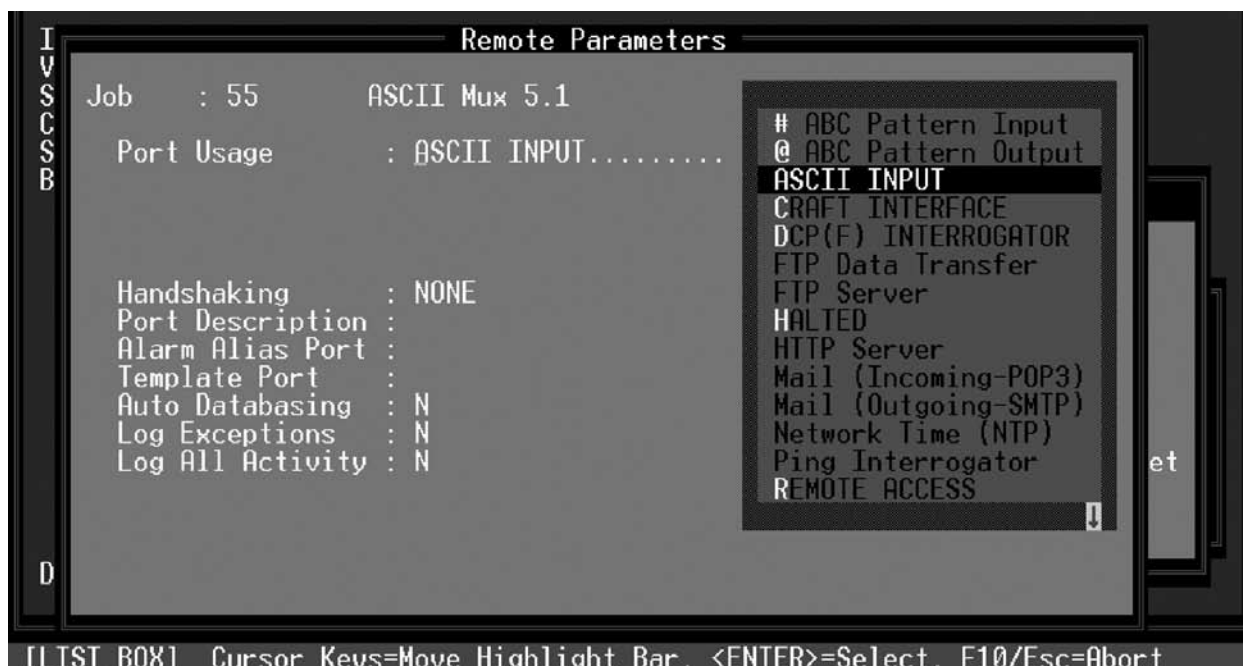 Remote Parameters
I
V
S
C
S
B
D
Job : 55 ASCII Mux 5.1
Port Usage : ASCII INPUT.........
Handshaking : NONE
Port Description :
Alarm Alias Port :
Template Port :
Auto Databasing : N
Log Exceptions : N
Log All Activity : N
# ABC Pattern Input
@ ABC Pattern Output
ASCII INPUT
CRAFT INTERFACE
DCP(F) INTERROGATOR
FTP Data Transfer
FTP Server
HALTED
HTTP Server
Mail (Incoming-POP3)
Mail (Outgoing-SMTP)
Network Time (NTP)
Ping Interrogator
REMOTE ACCESS
↓
et
[LIST BOX] Cursor Keys=Move Highlight Bar, <ENTER>=Select, F10/Esc=Abort